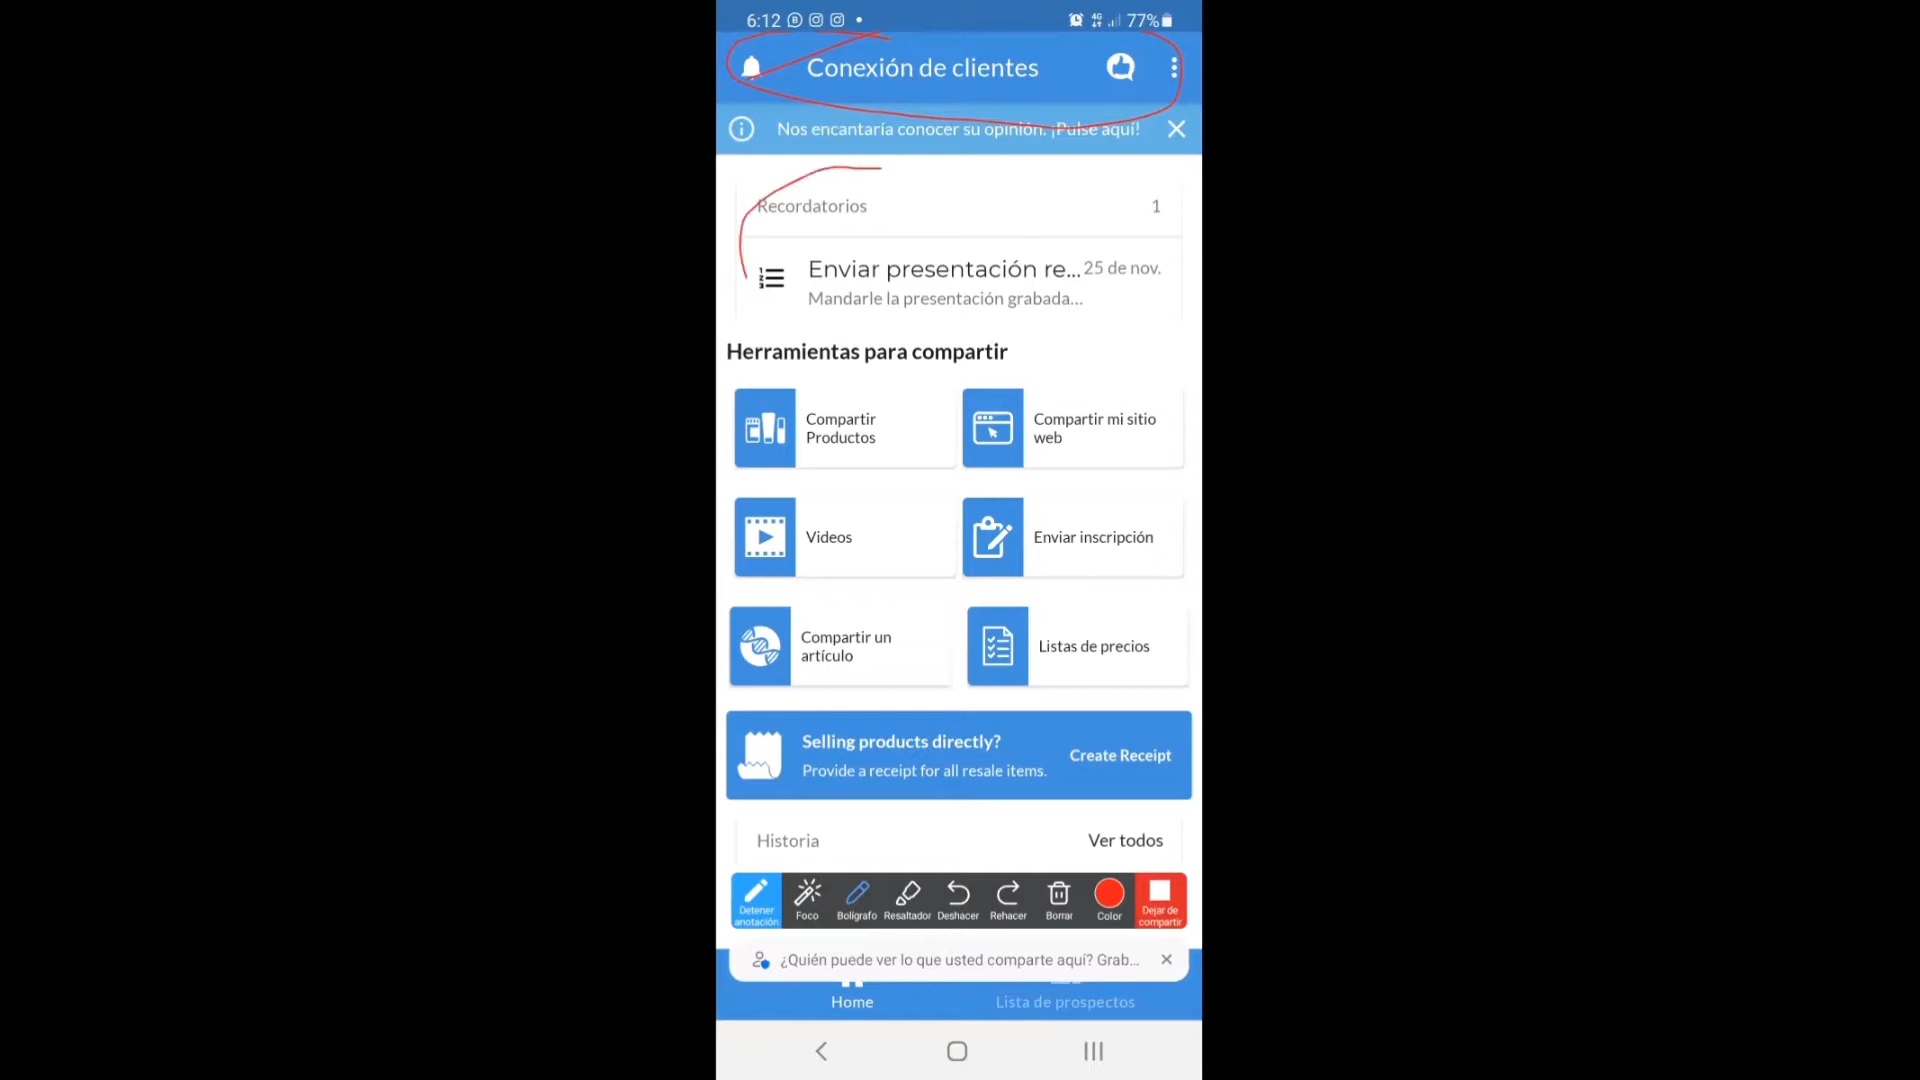 6:12
77%
Conexión de clientes
Nos encantaría conocer su opinión. ¡Pulse aquí!
Recordatorios 1
Enviar presentación re... 25 de nov.
Mandarle la presentación grabada...
Herramientas para compartir
Compartir
Productos
Compartir mi sitio
web
Videos
Enviar inscripción
Compartir un
artículo
Listas de precios
Selling products directly?
Provide a receipt for all resale items.
Create Receipt
Historia Ver todos
Detener
anotación
Foco
Bolígrafo
Resaltador
Deshacer
Rehacer
Borrar
Color
Dejar de
compartir
¿Quién puede ver lo que usted comparte aquí? Grab...
Home
Lista de prospectos